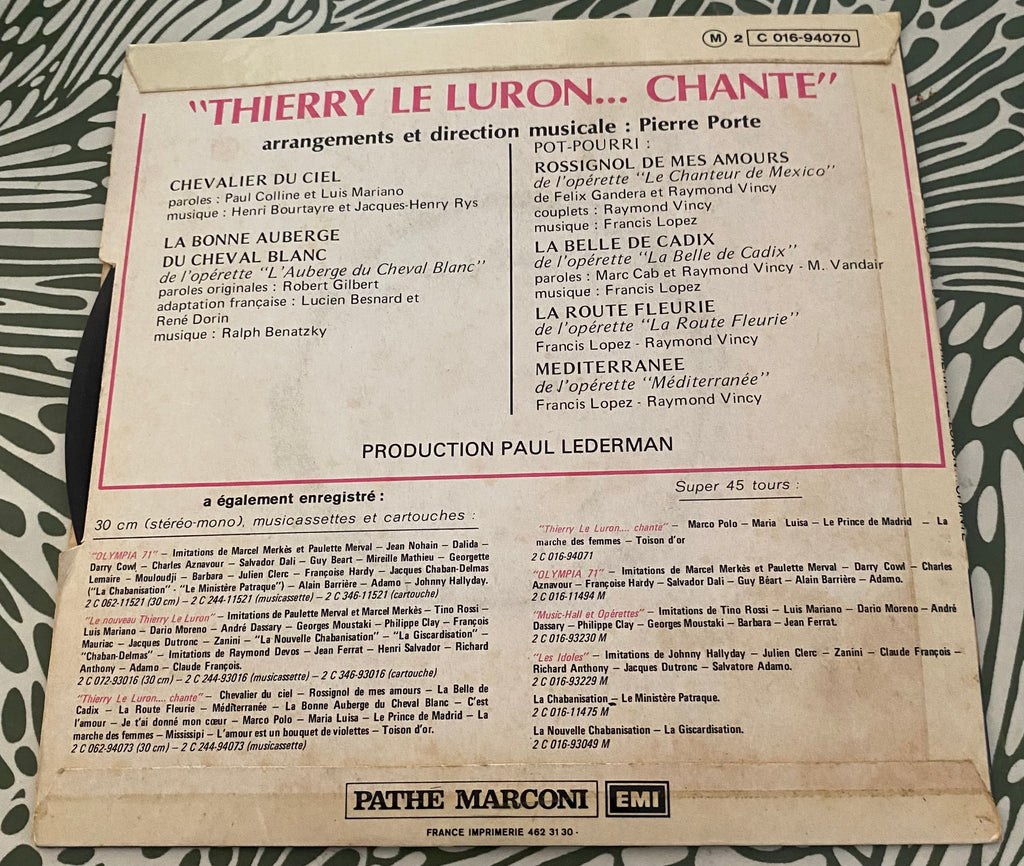 M 2 C 016-94070
"THIERRY LE LURON... CHANTE"
arrangements et direction musicale : Pierre Porte
CHEVALIER DU CIEL
paroles : Paul Colline et Luis Mariano
musique : Henri Bourtayre et Jacques-Henry Rys
LA BONNE AUBERGE
DU CHEVAL BLANC
de l'opérette "L'Auberge du Cheval Blanc"
paroles originales : Robert Gilbert
adaptation française : Lucien Besnard et
René Dorin
musique : Ralph Benatzky
POT-POURRI :
ROSSIGNOL DE MES AMOURS
de l'opérette "Le Chanteur de Mexico"
de Felix Gandera et Raymond Vincy
couplets : Raymond Vincy
musique : Francis Lopez
LA BELLE DE CADIX
de l'opérette "La Belle de Cadix"
paroles : Marc Cab et Raymond Vincy - M. Vandair
musique : Francis Lopez
LA ROUTE FLEURIE
de l'opérette "La Route Fleurie"
Francis Lopez - Raymond Vincy
MEDITERRANEE
de l'opérette "Méditerranée"
Francis Lopez - Raymond Vincy
PRODUCTION PAUL LEDERMAN
a également enregistré :
30 cm (stéréo-mono), musicassettes et cartouches :
"OLYMPIA 71" – Imitations de Marcel Merkès et Paulette Merval – Jean Nohain – Dalida –
Darry Cowl – Charles Aznavour – Salvador Dali – Guy Beart – Mireille Mathieu – Georgette
Lemaire – Mouloudji – Barbara – Julien Clerc – Françoise Hardy – Jacques Chaban-Delmas
("La Chabanisation" - "Le Ministère Patraque") – Alain Barrière – Adamo – Johnny Hallyday.
2 C 062-11521 (30 cm) – 2 C 244-11521 (musicassette) – 2 C 346-11521 (cartouche)
"Le nouveau Thierry Le Luron" – Imitations de Paulette Merval et Marcel Merkès – Tino Rossi –
Luis Mariano – Dario Moreno – André Dassary – Georges Moustaki – Philippe Clay – François
Mauriac – Jacques Dutronc – Zanini – "La Nouvelle Chabanisation" – "La Giscardisation" –
"Chaban-Delmas" – Imitations de Raymond Devos – Jean Ferrat – Henri Salvador – Richard
Anthony – Adamo – Claude François.
2 C 072-93016 (30 cm) – 2 C 244-93016 (musicassette) – 2 C 346-93016 (cartouche)
"Thierry Le Luron.... chante" – Chevalier du ciel – Rossignol de mes amours – La Belle de
Cadix – La Route Fleurie – Méditerranée – La Bonne Auberge du Cheval Blanc – C'est
l'amour – Je t'ai donné mon cœur – Marco Polo – Maria Luisa – Le Prince de Madrid – La
marche des femmes – Missisipi – L'amour est un bouquet de violettes – Toison d'or.
2 C 062-94073 (30 cm) – 2 C 244-94073 (musicassette)
Super 45 tours :
"Thierry Le Luron.... chante" – Marco Polo – Maria Luisa – Le Prince de Madrid – La
marche des femmes – Toison d'or
2 C 016-94071
"OLYMPIA 71" – Imitations de Marcel Merkès et Paulette Merval – Darry Cowl – Charles
Aznavour – Françoise Hardy – Salvador Dali – Guy Béart – Alain Barrière – Adamo.
2 C 016-11494 M
"Music-Hall et Opérettes" – Imitations de Tino Rossi – Luis Mariano – Dario Moreno – André
Dassary – Philippe Clay – Georges Moustaki – Barbara – Jean Ferrat.
2 C 016-93230 M
"Les Idoles" – Imitations de Johnny Hallyday – Julien Clerc – Zanini – Claude François –
Richard Anthony – Jacques Dutronc – Salvatore Adamo.
2 C 016-93229 M
La Chabanisation – Le Ministère Patraque.
2 C 016-11475 M
La Nouvelle Chabanisation – La Giscardisation.
2 C 016-93049 M
PATHÉ MARCONI EMI
FRANCE IMPRIMERIE 462 31 30 -